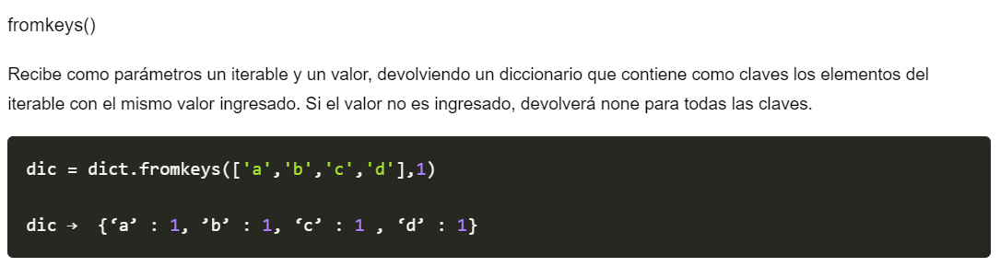 fromkeys()
Recibe como parámetros un iterable y un valor, devolviendo un diccionario que contiene como claves los elementos del
iterable con el mismo valor ingresado. Si el valor no es ingresado, devolverá none para todas las claves.
dic = dict.fromkeys(['a','b','c','d'],1)
dic → {‘a’ : 1, ’b’ : 1, ‘c’ : 1 , ‘d’ : 1}